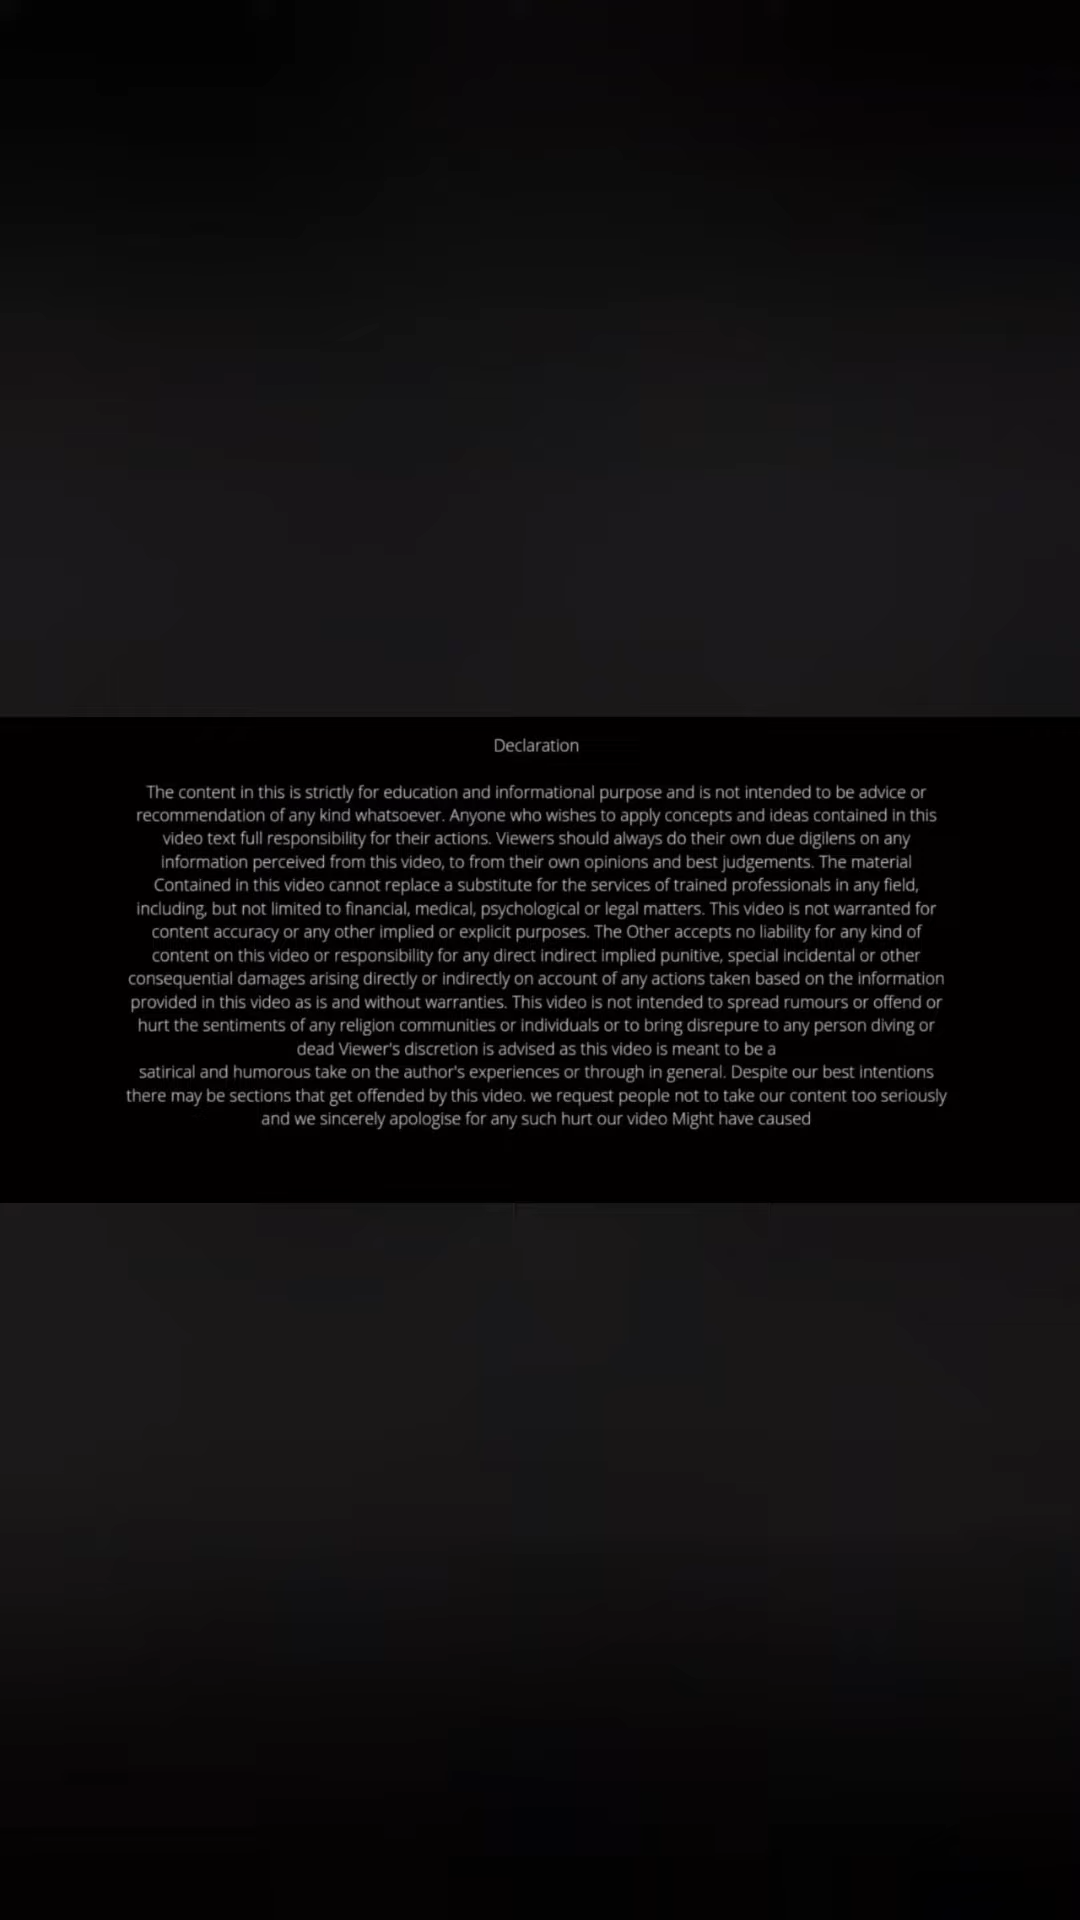 Declaration
The content in this is strictly for education and informational purpose and is not intended to be advice or
recommendation of any kind whatsoever. Anyone who wishes to apply concepts and ideas contained in this
video text full responsibility for their actions. Viewers should always do their own due digilens on any
information perceived from this video, to from their own opinions and best judgements. The material
Contained in this video cannot replace a substitute for the services of trained professionals in any field,
including, but not limited to financial, medical, psychological or legal matters. This video is not warranted for
content accuracy or any other implied or explicit purposes. The Other accepts no liability for any kind of
content on this video or responsibility for any direct indirect implied punitive, special incidental or other
consequential damages arising directly or indirectly on account of any actions taken based on the information
provided in this video as is and without warranties. This video is not intended to spread rumours or offend or
hurt the sentiments of any religion communities or individuals or to bring disrepure to any person diving or
dead Viewer's discretion is advised as this video is meant to be a
satirical and humorous take on the author's experiences or through in general. Despite our best intentions
there may be sections that get offended by this video. we request people not to take our content too seriously
and we sincerely apologise for any such hurt our video Might have caused